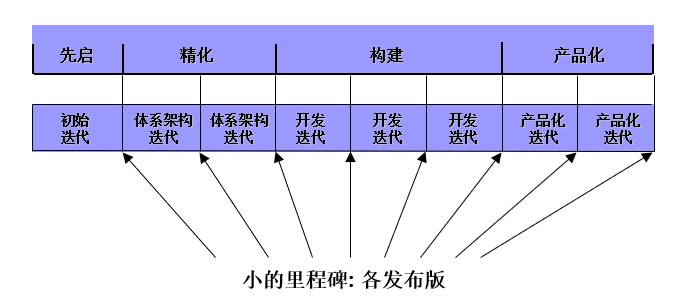 先启 精化 构建 产品化
初始 体系架构 体系架构 开发 开发 开发 产品化 产品化
迭代 迭代 迭代 迭代 迭代 迭代 迭代 迭代
小的里程碑: 各发布版